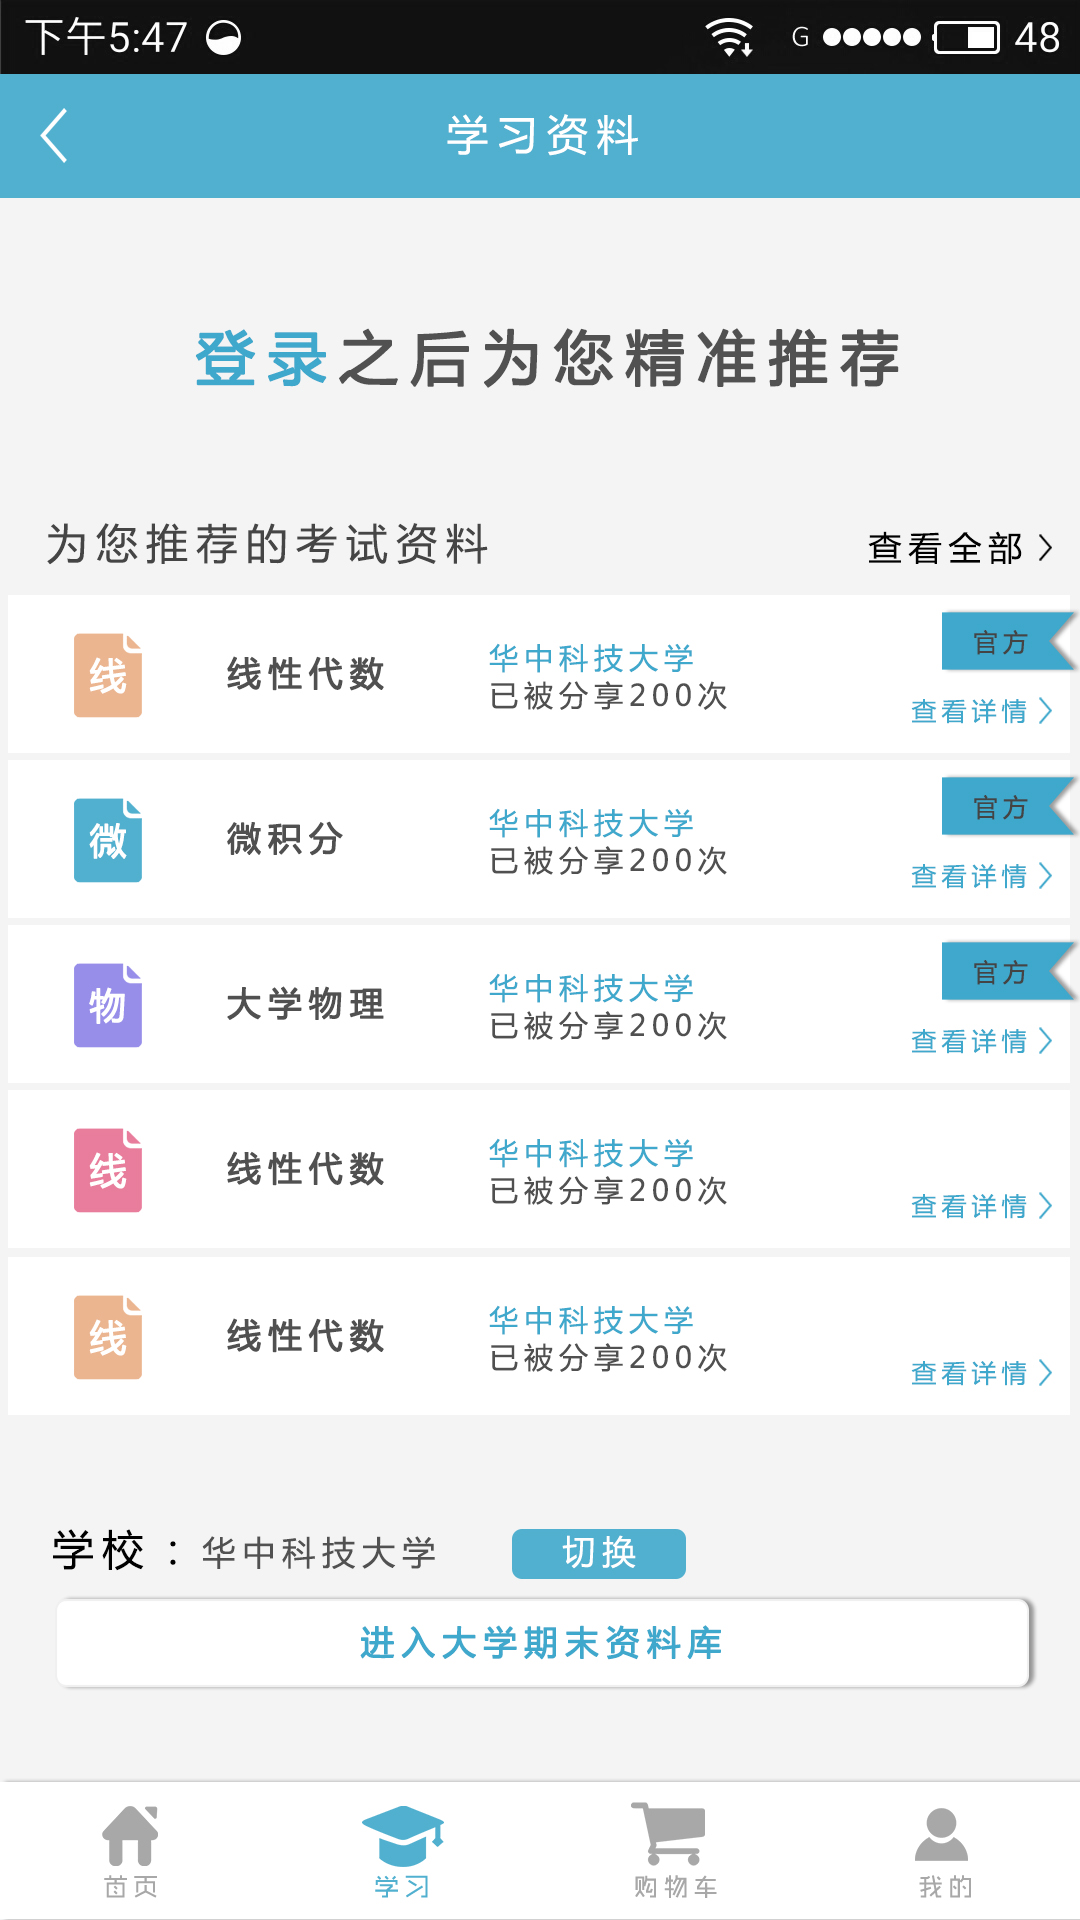 下午5:47 G 48
学习资料
登录之后为您精准推荐
为您推荐的考试资料 查看全部
线 线性代数 华中科技大学 官方
已被分享200次 查看详情
微 微积分 华中科技大学 官方
已被分享200次 查看详情
物 大学物理 华中科技大学 官方
已被分享200次 查看详情
线 线性代数 华中科技大学
已被分享200次 查看详情
线 线性代数 华中科技大学
已被分享200次 查看详情
学校：华中科技大学 切换
进入大学期末资料库
首页 学习 购物车 我的